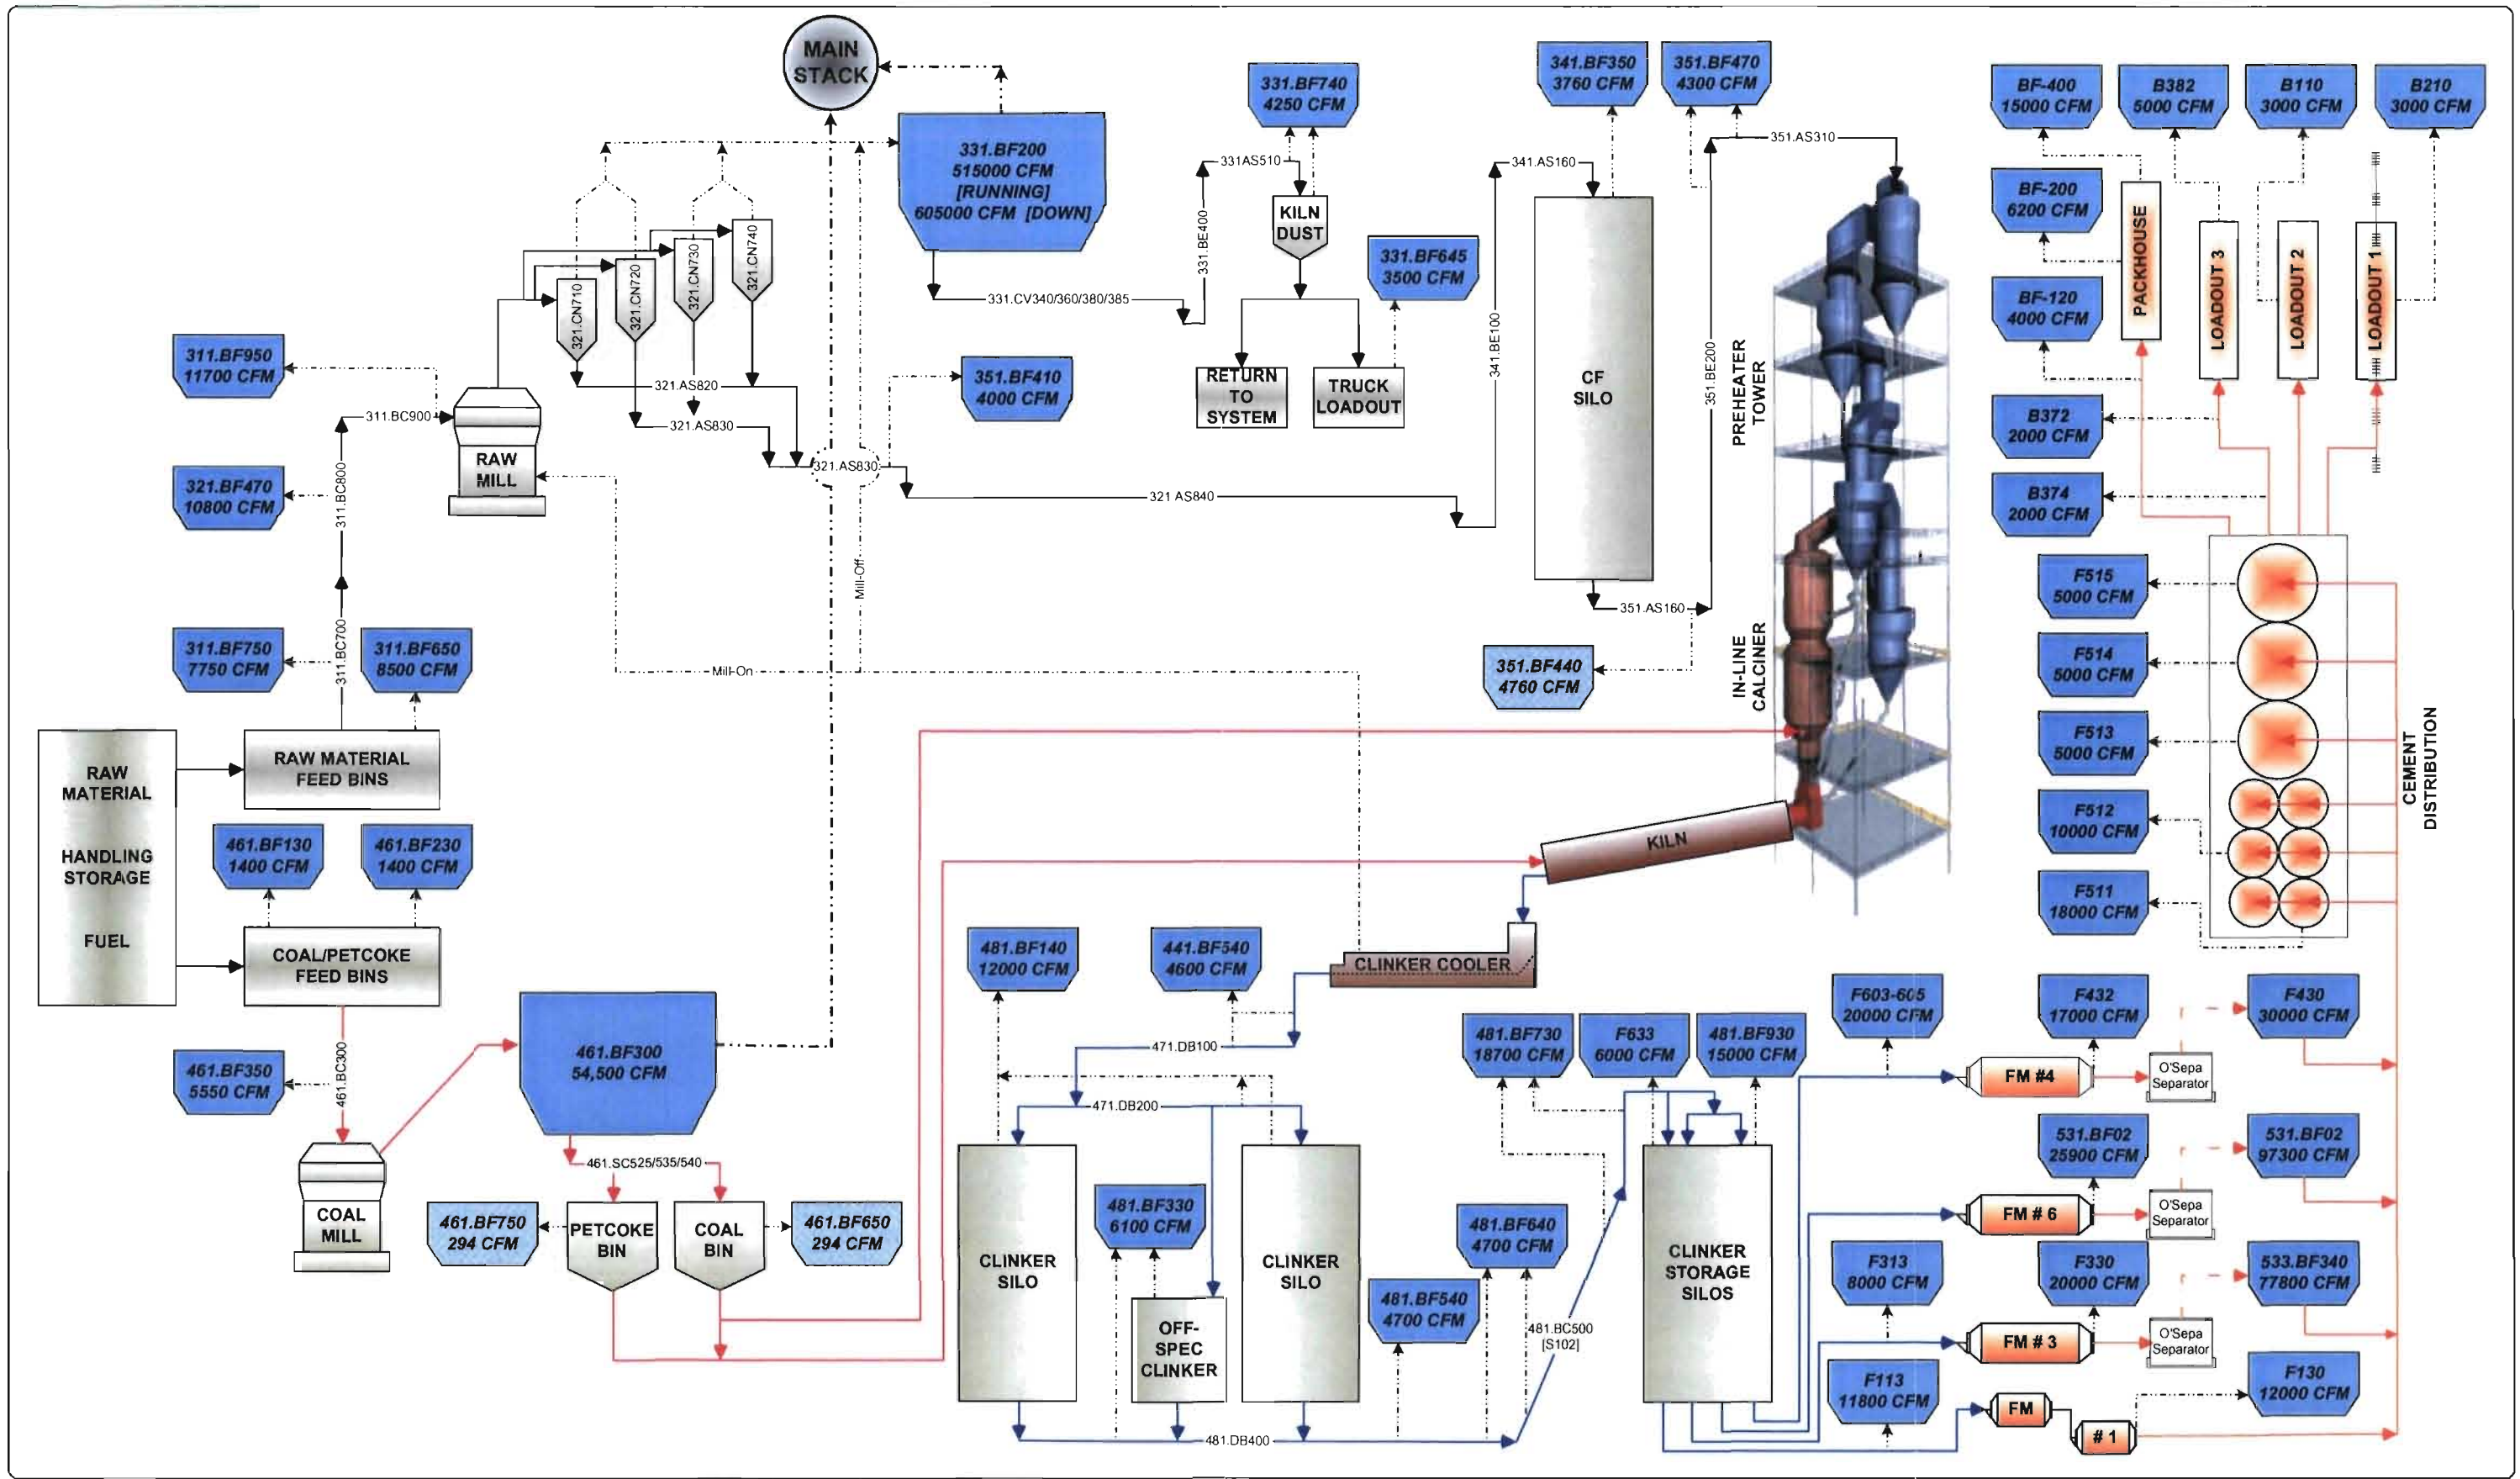 MAIN
STACK
331.BF200
515000 CFM
[RUNNING]
605000 CFM [DOWN]
331.BF740
4250 CFM
341.BF350
3760 CFM
351.BF470
4300 CFM
BF-400
15000 CFM
B382
5000 CFM
B110
3000 CFM
B210
3000 CFM
331AS510
341.AS160
351.AS310
331.BE400
KILN
DUST
331.BF645
3500 CFM
331.CV340/360/380/385
RETURN
TO
SYSTEM
TRUCK
LOADOUT
341.BE100
CF
SILO
351.BE200
PREHEATER
TOWER
BF-200
6200 CFM
BF-120
4000 CFM
PACKHOUSE
LOADOUT 3
LOADOUT 2
LOADOUT 1
B372
2000 CFM
B374
2000 CFM
321.CN710
321.CN720
321.CN730
321.CN740
311.BF950
11700 CFM
311.BC900
321.AS820
321.AS830
351.BF410
4000 CFM
RAW
MILL
321.AS830
321 AS840
321.BF470
10800 CFM
311.BC800
Mill-Off
Mill-On
311.BF750
7750 CFM
311.BC700
311.BF650
8500 CFM
351.AS160
351.BF440
4760 CFM
IN-LINE
CALCINER
F515
5000 CFM
F514
5000 CFM
F513
5000 CFM
F512
10000 CFM
F511
18000 CFM
CEMENT
DISTRIBUTION
RAW
MATERIAL
HANDLING
STORAGE
FUEL
RAW MATERIAL
FEED BINS
461.BF130
1400 CFM
461.BF230
1400 CFM
COAL/PETCOKE
FEED BINS
461.BF350
5550 CFM
461.BC300
COAL
MILL
461.BF300
54,500 CFM
461.SC525/535/540
461.BF750
294 CFM
PETCOKE
BIN
COAL
BIN
461.BF650
294 CFM
KILN
CLINKER COOLER
481.BF140
12000 CFM
441.BF540
4600 CFM
471.DB100
471.DB200
CLINKER
SILO
481.BF330
6100 CFM
OFF-
SPEC
CLINKER
CLINKER
SILO
481.BF540
4700 CFM
481.BF640
4700 CFM
481.DB400
481.BC500
[S102]
481.BF730
18700 CFM
F633
6000 CFM
481.BF930
15000 CFM
CLINKER
STORAGE
SILOS
F603-605
20000 CFM
F432
17000 CFM
F430
30000 CFM
FM #4
O'Sepa
Separator
531.BF02
25900 CFM
531.BF02
97300 CFM
FM # 6
O'Sepa
Separator
F313
8000 CFM
F330
20000 CFM
533.BF340
77800 CFM
FM # 3
O'Sepa
Separator
F113
11800 CFM
F130
12000 CFM
FM
# 1